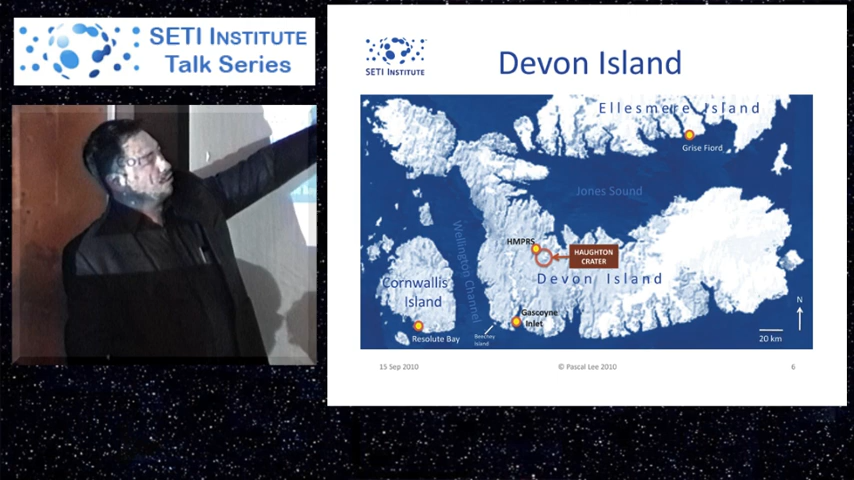 SETI INSTITUTE
Talk Series
SETI INSTITUTE
Devon Island
Ellesmere Island
Grise Fiord
Jones Sound
Wellington Channel
HMPRS
HAUGHTON
CRATER
Devon Island
Cornwallis
Island
Gascoyne
Inlet
Beechey
Island
Resolute Bay
N
20 km
15 Sep 2010
© Pascal Lee 2010
6